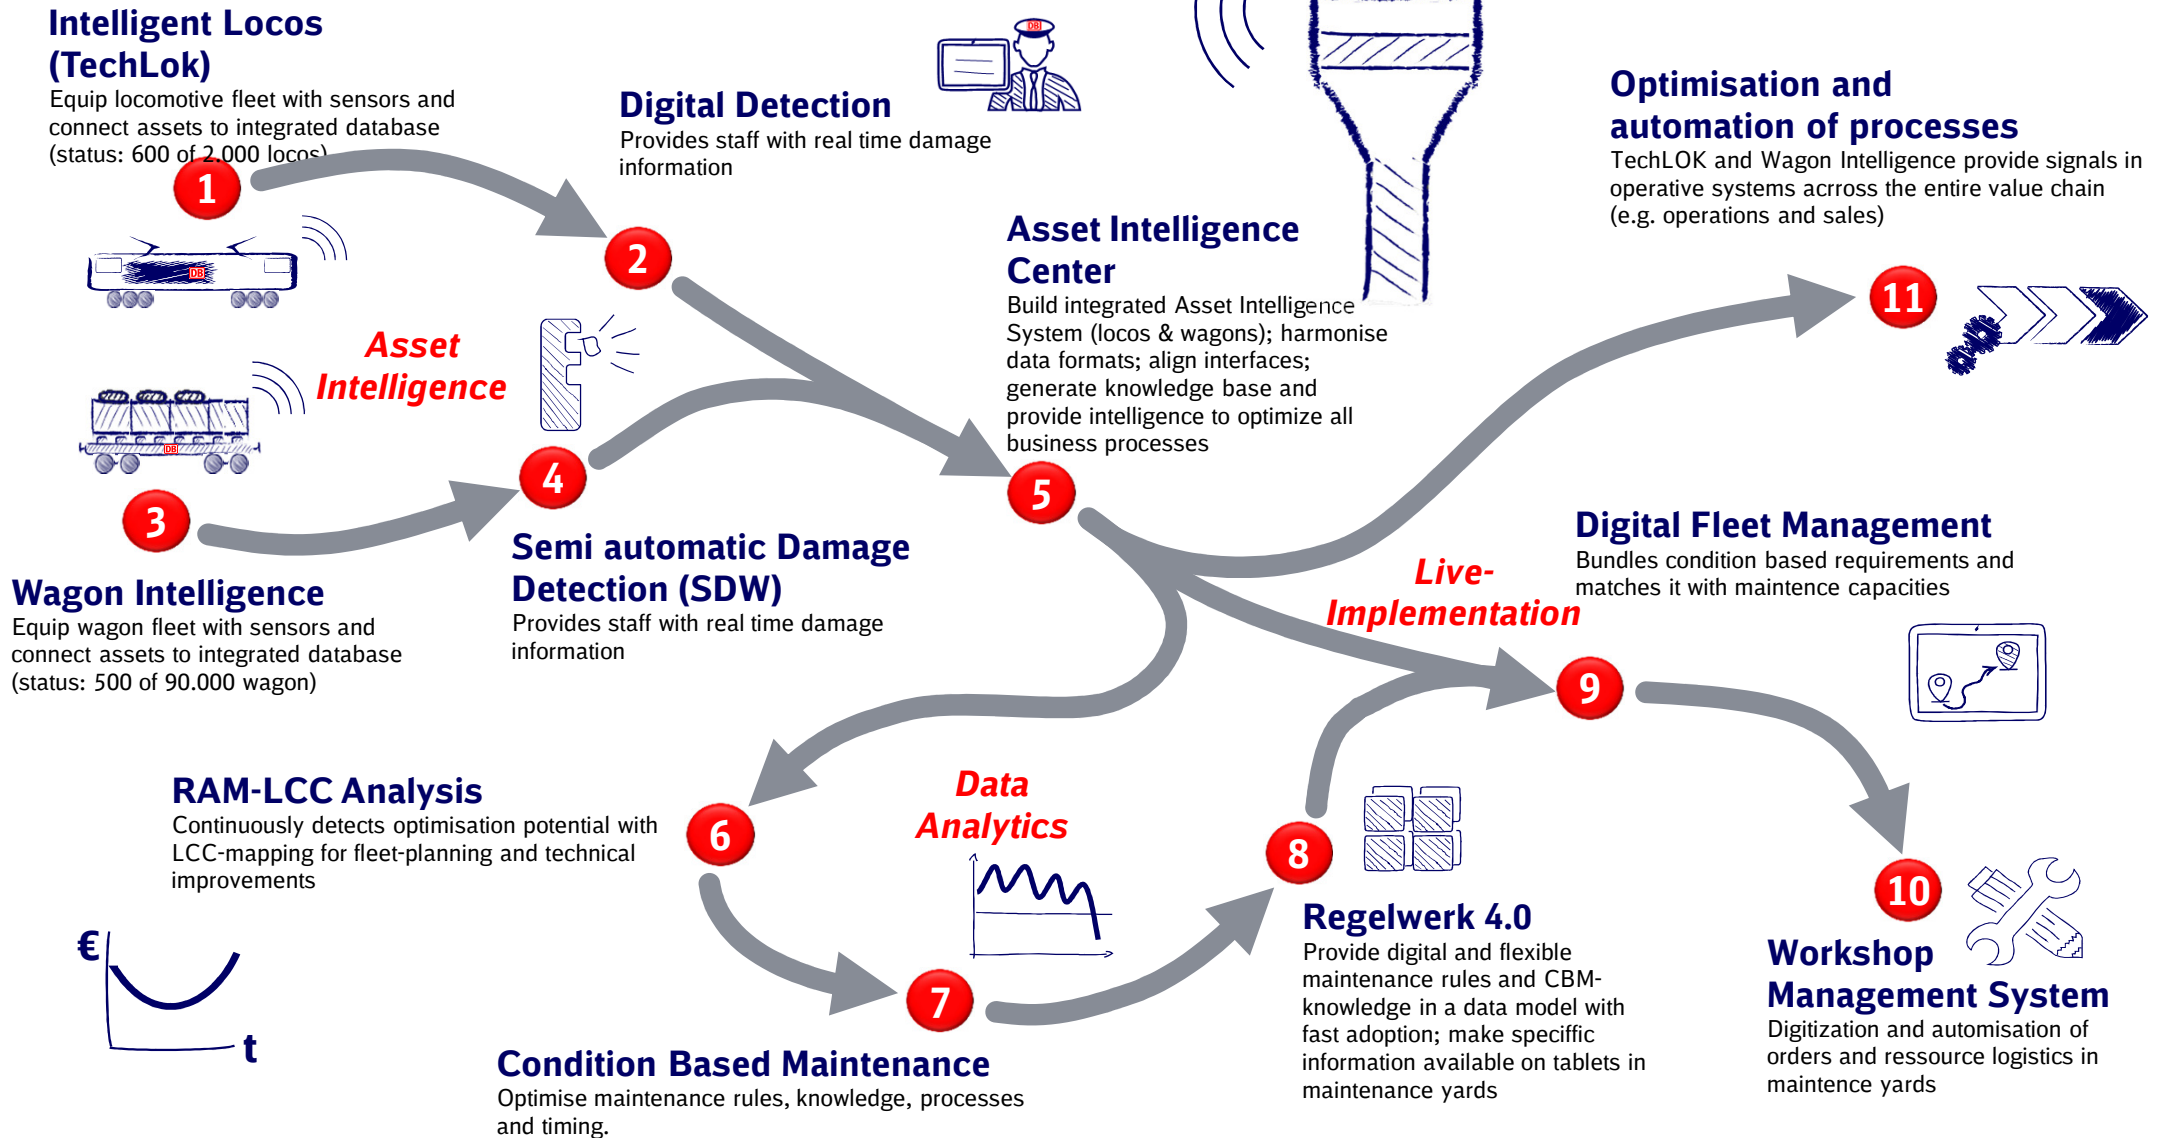 Intelligent Locos
(TechLok)
Equip locomotive fleet with sensors and
connect assets to integrated database
(status: 600 of 2.000 locos)
1
DB
Digital Detection
Provides staff with real time damage
information
DB
2
Asset
Intelligence
DB
3
Wagon Intelligence
Equip wagon fleet with sensors and
connect assets to integrated database
(status: 500 of 90.000 wagon)
4
Semi automatic Damage
Detection (SDW)
Provides staff with real time damage
information
Asset Intelligence
Center
Build integrated Asset Intelligence
System (locos & wagons); harmonise
data formats; align interfaces;
generate knowledge base and
provide intelligence to optimize all
business processes
5
RAM-LCC Analysis
Continuously detects optimisation potential with
LCC-mapping for fleet-planning and technical
improvements
€
t
6
Data
Analytics
7
Condition Based Maintenance
Optimise maintenance rules, knowledge, processes
and timing.
8
Regelwerk 4.0
Provide digital and flexible
maintenance rules and CBM-
knowledge in a data model with
fast adoption; make speciffic
information available on tablets in
maintenance yards
Live-
Implementation
Digital Fleet Management
Bundles condition based requirements and
matches it with maintence capacities
9
10
Workshop
Management System
Digitization and automisation of
orders and ressource logistics in
maintence yards
Optimisation and
automation of processes
TechLOK and Wagon Intelligence provide signals in
operative systems acrross the entire value chain
(e.g. operations and sales)
11